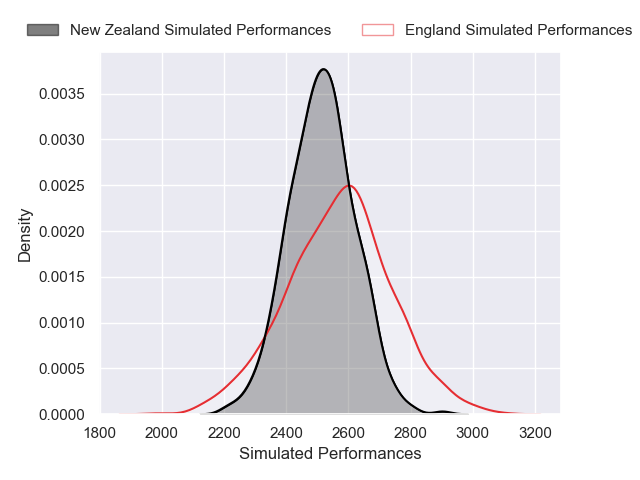 New Zealand Simulated Performances England Simulated Performances
0.0035
0.0030
0.0025
0.0020
0.0015
0.0010
0.0005
0.0000
Density
1800 2000 2200 2400 2600 2800 3000 3200
Simulated Performances